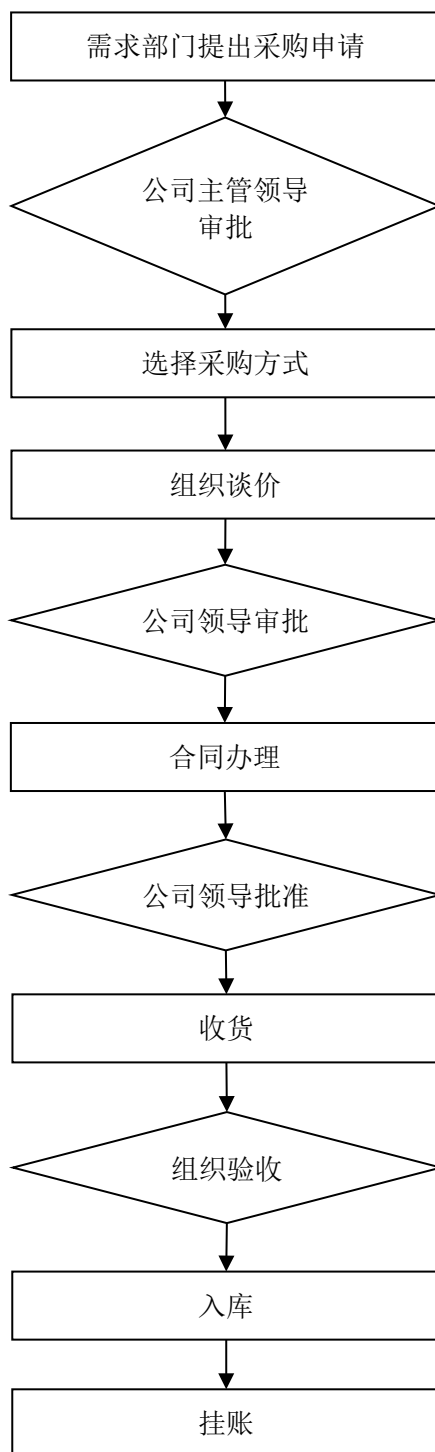 需求部门提出采购申请
公司主管领导
审批
选择采购方式
组织谈价
公司领导审批
合同办理
公司领导批准
收货
组织验收
入库
挂账